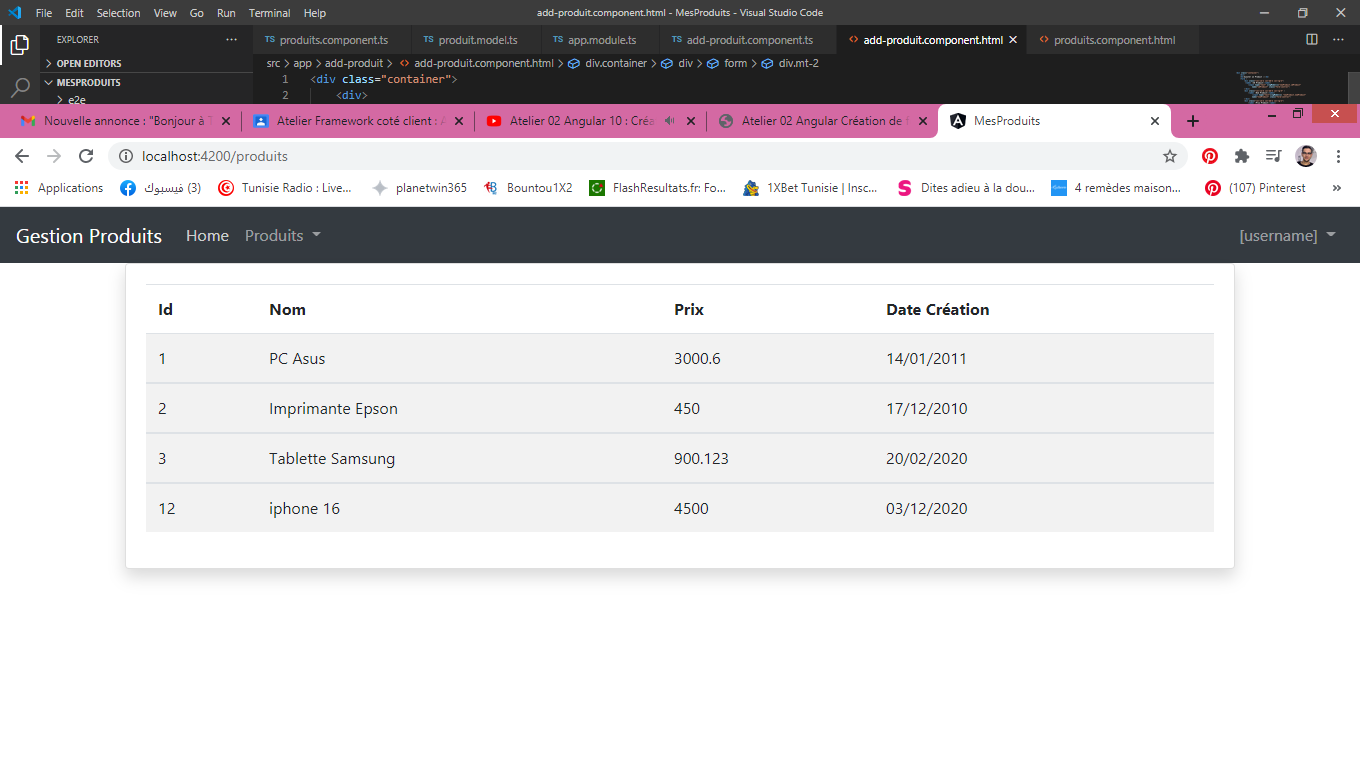 File Edit Selection View Go Run Terminal Help add-produit.component.html - MesProduits - Visual Studio Code
EXPLORER ··· TS produits.component.ts TS produit.model.ts TS app.module.ts TS add-produit.component.ts <> add-produit.component.html <> produits.component.html ···
OPEN EDITORS src > app > add-produit > <> add-produit.component.html > div.container > div > form > div.mt-2
MESPRODUITS 1 <div class="container">
> e2e 2 <div>
Nouvelle annonce : "Bonjour à T Atelier Framework coté client : A Atelier 02 Angular 10 : Créa Atelier 02 Angular Création de f MesProduits
localhost:4200/produits
Applications (3) فيسبوك Tunisie Radio : Live... planetwin365 Bountou1X2 FlashResultats.fr: Fo... 1XBet Tunisie | Insc... Dites adieu à la dou... 4 remèdes maison... (107) Pinterest »
Gestion Produits Home Produits [username]
Id Nom Prix Date Création
1 PC Asus 3000.6 14/01/2011
2 Imprimante Epson 450 17/12/2010
3 Tablette Samsung 900.123 20/02/2020
12 iphone 16 4500 03/12/2020